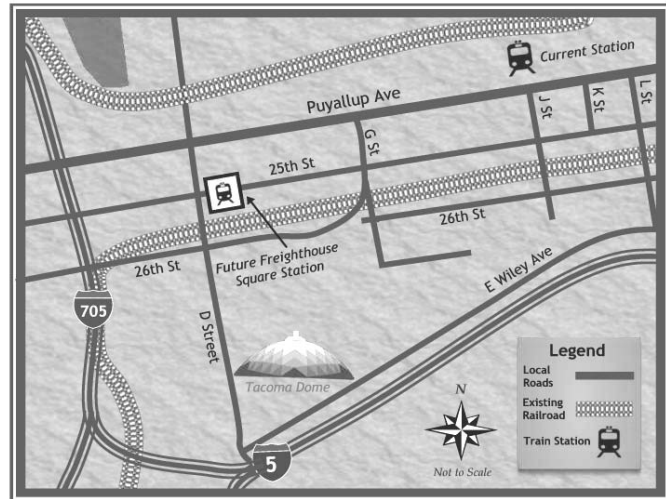 Current Station
Puyallup Ave
G St
J St
K St
L St
25th St
26th St
26th St
Future Freighthouse
Square Station
E Wiley Ave
D Street
705
Tacoma Dome
5
N
Not to Scale
Legend
Local
Roads
Existing
Railroad
Train Station